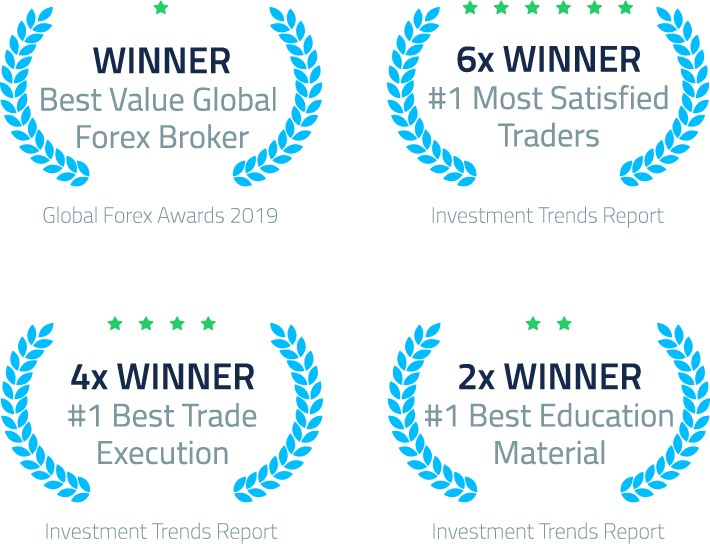 WINNER
Best Value Global
Forex Broker
Global Forex Awards 2019
6x WINNER
#1 Most Satisfied
Traders
Investment Trends Report
4x WINNER
#1 Best Trade
Execution
Investment Trends Report
2x WINNER
#1 Best Education
Material
Investment Trends Report